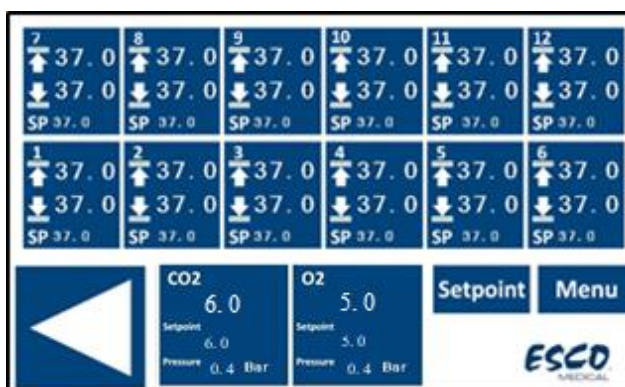 7 8 9 10 11 12
37.0 37.0 37.0 37.0 37.0 37.0
37.0 37.0 37.0 37.0 37.0 37.0
SP 37.0 SP 37.0 SP 37.0 SP 37.0 SP 37.0 SP 37.0
1 2 3 4 5 6
37.0 37.0 37.0 37.0 37.0 37.0
37.0 37.0 37.0 37.0 37.0 37.0
SP 37.0 SP 37.0 SP 37.0 SP 37.0 SP 37.0 SP 37.0
CO2
6.0
Setpoint
6.0
Pressure 0.4 Bar
O2
5.0
Setpoint
5.0
Pressure 0.4 Bar
Setpoint
Menu
ESCO
MEDICAL